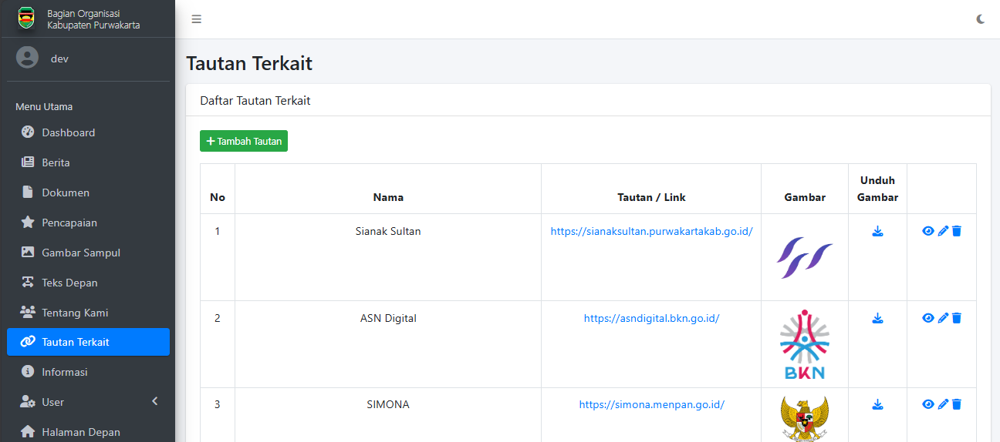 Bagian Organisasi
Kabupaten Purwakarta
dev
Menu Utama
Dashboard
Berita
Dokumen
Pencapaian
Gambar Sampul
Teks Depan
Tentang Kami
Tautan Terkait
Informasi
User
Halaman Depan
Tautan Terkait
Daftar Tautan Terkait
Tambah Tautan
No Nama Tautan / Link Gambar Unduh Gambar
1 Sianak Sultan https://sianaksultan.purwakartakab.go.id/
2 ASN Digital https://asndigital.bkn.go.id/
BKN
3 SIMONA https://simona.menpan.go.id/